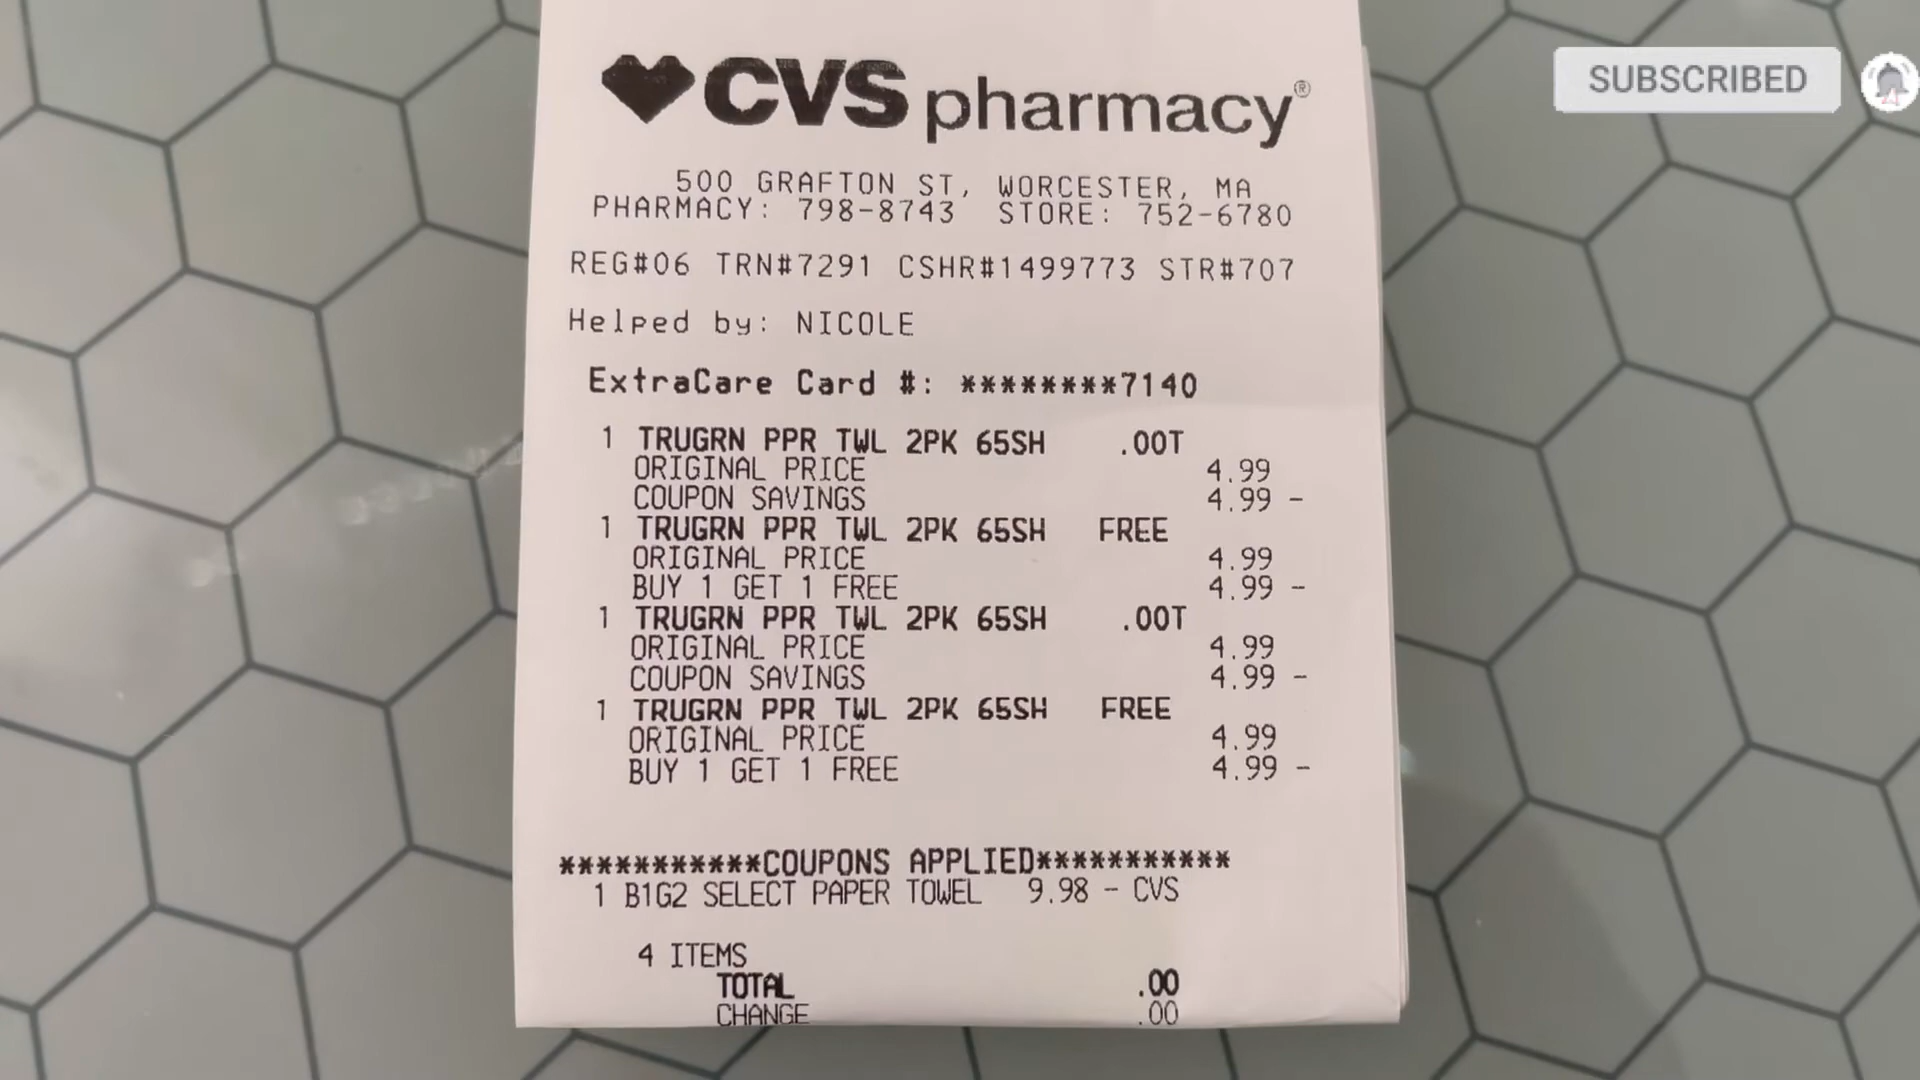 CVS pharmacy®
SUBSCRIBED
500 GRAFTON ST, WORCESTER, MA
PHARMACY: 798-8743 STORE: 752-6780
REG#06 TRN#7291 CSHR#1499773 STR#707
Helped by: NICOLE
ExtraCare Card #: ********7140
1 TRUGRN PPR TWL 2PK 65SH .00T
ORIGINAL PRICE 4.99
COUPON SAVINGS 4.99 -
1 TRUGRN PPR TWL 2PK 65SH FREE
ORIGINAL PRICE 4.99
BUY 1 GET 1 FREE 4.99 -
1 TRUGRN PPR TWL 2PK 65SH .00T
ORIGINAL PRICE 4.99
COUPON SAVINGS 4.99 -
1 TRUGRN PPR TWL 2PK 65SH FREE
ORIGINAL PRICE 4.99
BUY 1 GET 1 FREE 4.99 -
***********COUPONS APPLIED***********
1 B1G2 SELECT PAPER TOWEL 9.98 - CVS
4 ITEMS
TOTAL .00
CHANGE .00